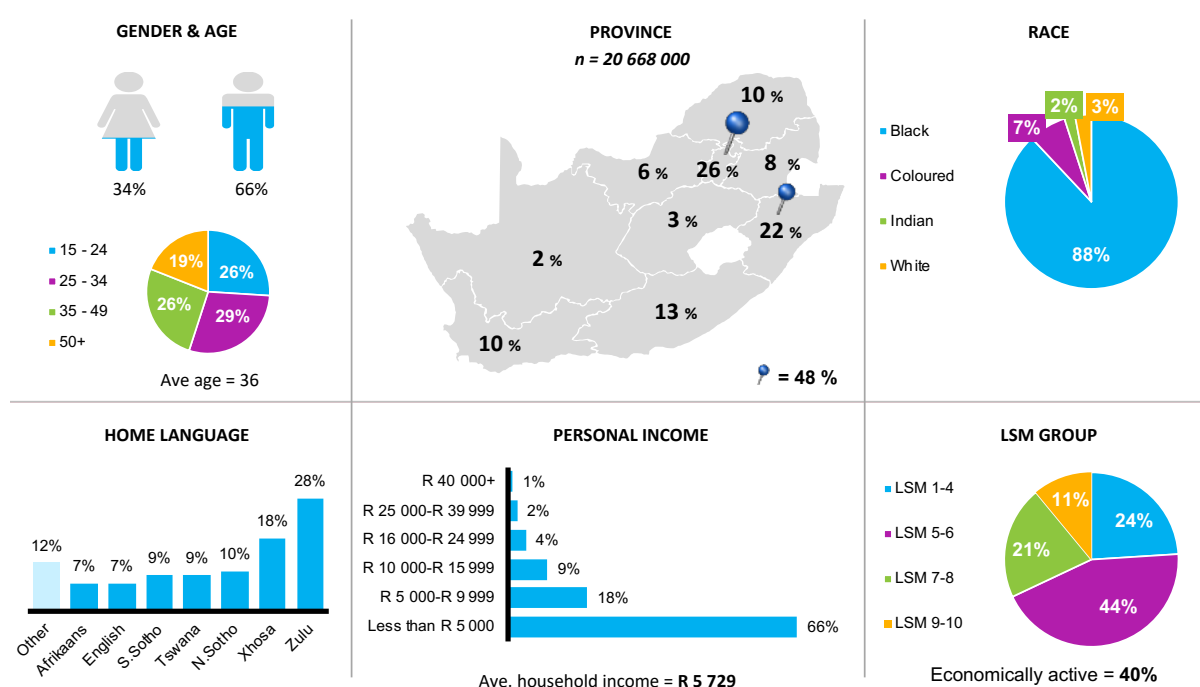 GENDER & AGE
34%
66%
15 - 24
25 - 34
35 - 49
50+
19%
26%
26%
29%
Ave age = 36
PROVINCE
n = 20 668 000
10 %
6 %
26 %
8 %
3 %
22 %
2 %
13 %
10 %
= 48 %
RACE
Black
Coloured
Indian
White
7%
2%
3%
88%
HOME LANGUAGE
12%
7%
7%
9%
9%
10%
18%
28%
Other
Afrikaans
English
S.Sotho
Tswana
N.Sotho
Xhosa
Zulu
PERSONAL INCOME
R 40 000+ 1%
R 25 000-R 39 999 2%
R 16 000-R 24 999 4%
R 10 000-R 15 999 9%
R 5 000-R 9 999 18%
Less than R 5 000 66%
Ave. household income = R 5 729
LSM GROUP
LSM 1-4
LSM 5-6
LSM 7-8
LSM 9-10
11%
24%
21%
44%
Economically active = 40%